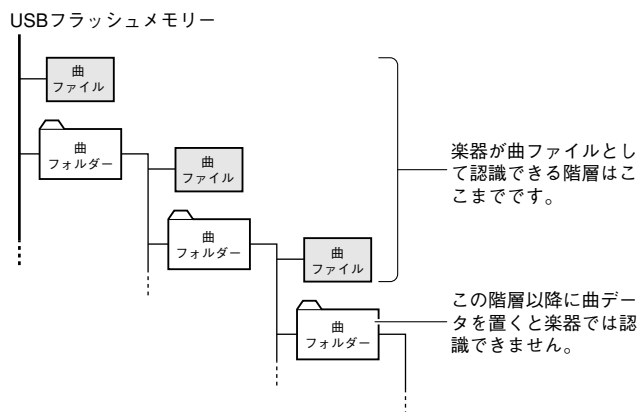 USBフラッシュメモリー
曲
ファイル
曲
フォルダー
曲
ファイル
曲
フォルダー
曲
ファイル
曲
フォルダー
楽器が曲ファイルとし
て認識できる階層はこ
こまでです。
この階層以降に曲デー
タを置くと楽器では認
識できません。